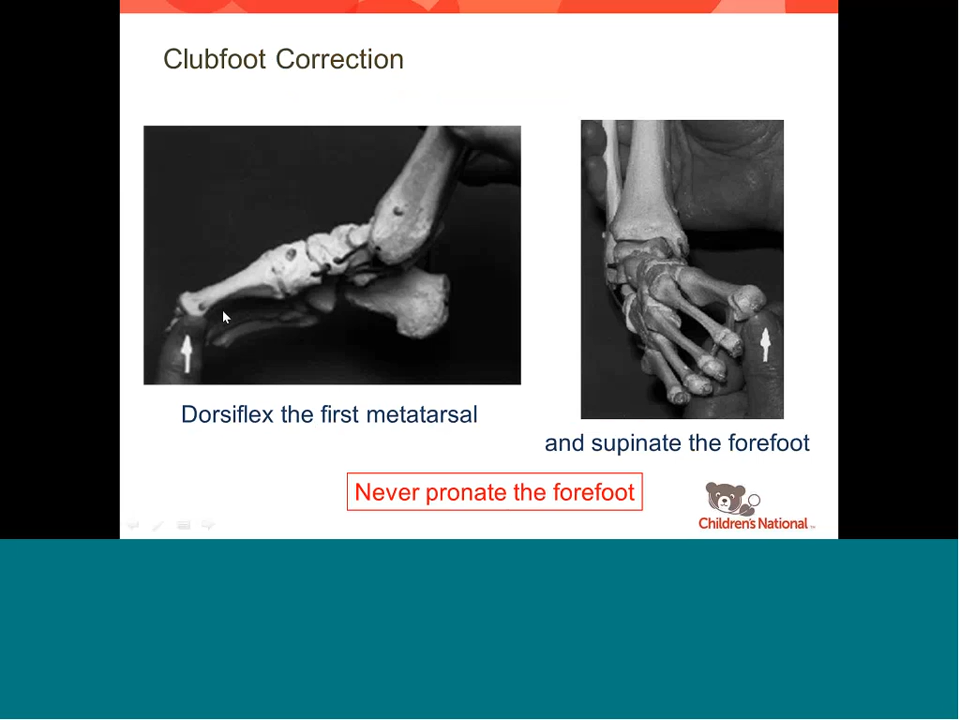 Clubfoot Correction
Dorsiflex the first metatarsal
and supinate the forefoot
Never pronate the forefoot
Children's National